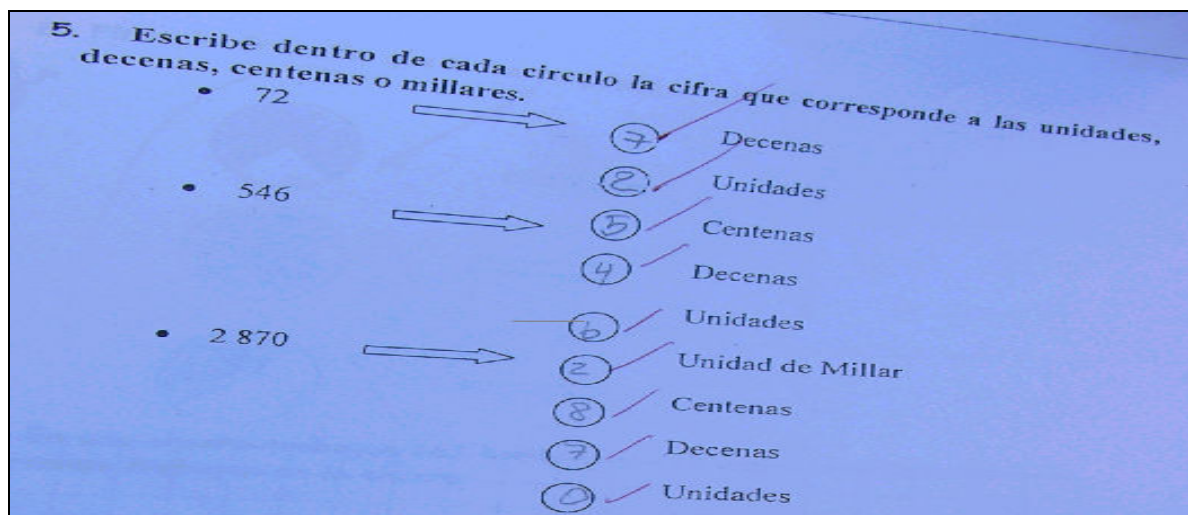 5. Escribe dentro de cada circulo la cifra que corresponde a las unidades,
decenas, centenas o millares.
• 72
7 Decenas
2 Unidades
• 546
5 Centenas
4 Decenas
6 Unidades
• 2 870
2 Unidad de Millar
8 Centenas
7 Decenas
0 Unidades